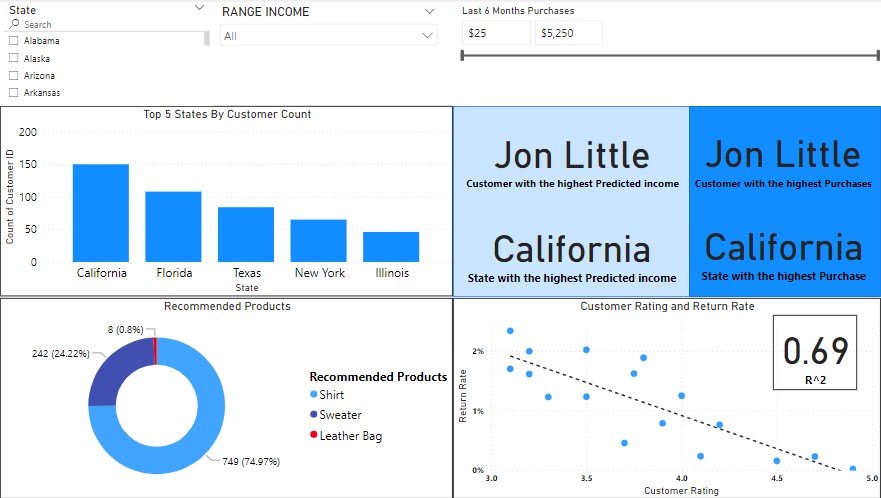 State
Search
Alabama
Alaska
Arizona
Arkansas
RANGE INCOME
All
Last 6 Months Purchases
$25
$5,250
Top 5 States By Customer Count
Count of Customer ID
200
150
100
50
0
California
Florida
Texas
New York
Illinois
State
Jon Little
Customer with the highest Predicted income
Jon Little
Customer with the highest Purchases
California
State with the highest Predicted income
California
State with the highest Purchase
Recommended Products
8 (0.8%)
242 (24.22%)
749 (74.97%)
Recommended Products
Shirt
Sweater
Leather Bag
Customer Rating and Return Rate
0.69
R^2
Return Rate
2%
1%
0%
3.0
3.5
4.0
4.5
5.0
Customer Rating